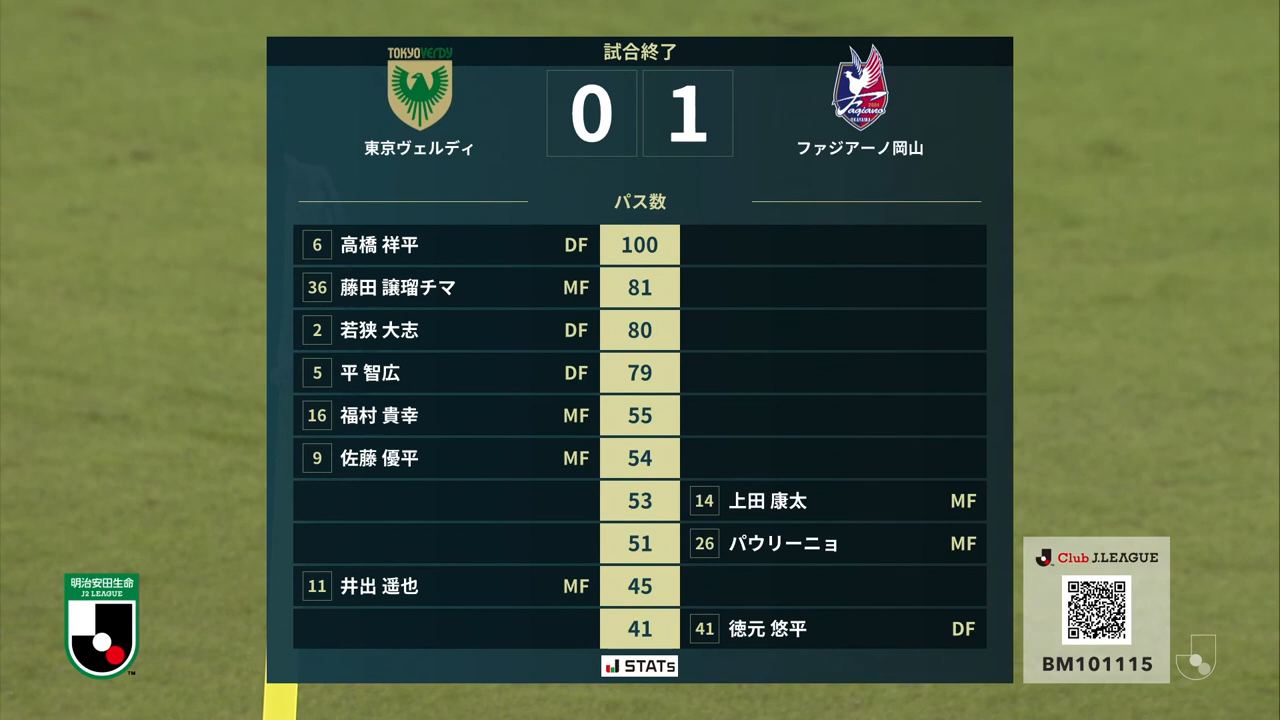 試合終了
TOKYO VERDY
0 1
Fagiano
OKAYAMA
東京ヴェルディ
ファジアーノ岡山
パス数
6 高橋 祥平 DF 100
36 藤田 譲瑠チマ MF 81
2 若狭 大志 DF 80
5 平 智広 DF 79
16 福村 貴幸 MF 55
9 佐藤 優平 MF 54
53 14 上田 康太 MF
51 26 パウリーニョ MF
11 井出 遥也 MF 45
41 41 徳元 悠平 DF
J STATs
明治安田生命
J2 LEAGUE
TM
Club J.LEAGUE
BM101115